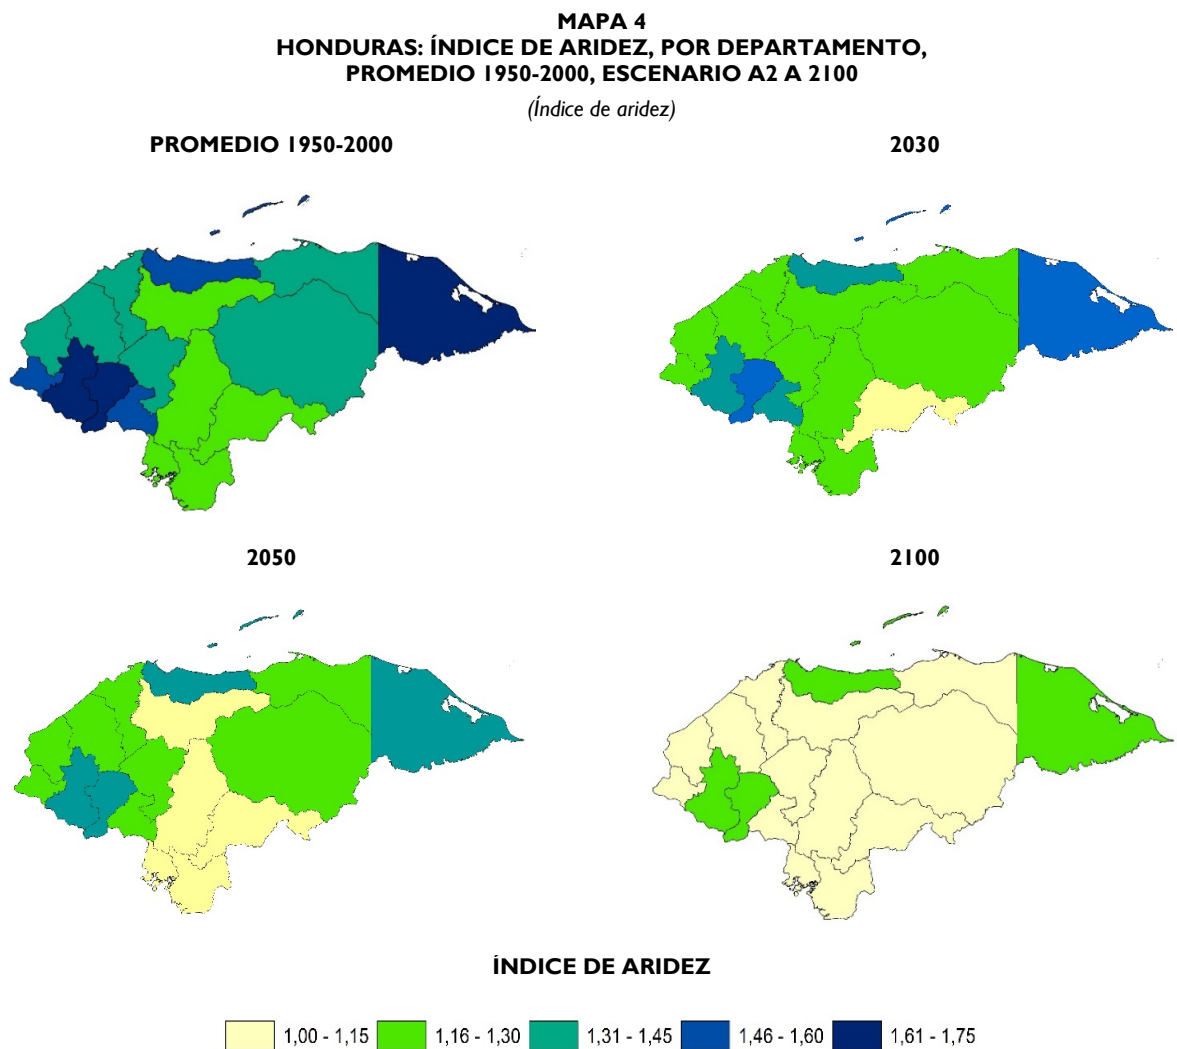 MAPA 4
HONDURAS: ÍNDICE DE ARIDEZ, POR DEPARTAMENTO,
PROMEDIO 1950-2000, ESCENARIO A2 A 2100
(Índice de aridez)
PROMEDIO 1950-2000
2030
2050
2100
ÍNDICE DE ARIDEZ
1,00 - 1,15
1,16 - 1,30
1,31 - 1,45
1,46 - 1,60
1,61 - 1,75